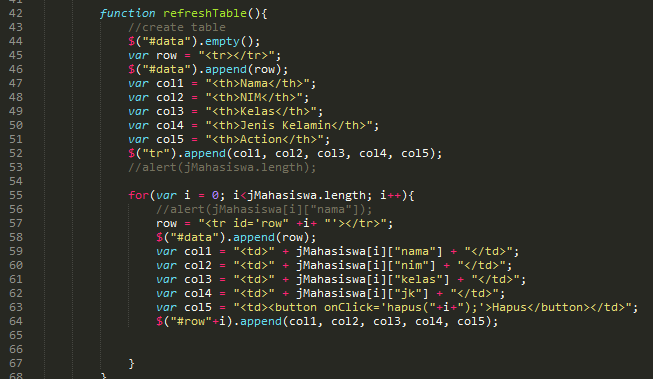 42 function refreshTable(){
43 //create table
44 $("#data").empty();
45 var row = "<tr></tr>";
46 $("#data").append(row);
47 var col1 = "<th>Nama</th>";
48 var col2 = "<th>NIM</th>";
49 var col3 = "<th>Kelas</th>";
50 var col4 = "<th>Jenis Kelamin</th>";
51 var col5 = "<th>Action</th>";
52 $("tr").append(col1, col2, col3, col4, col5);
53 //alert(jMahasiswa.length);
54
55 for(var i = 0; i<jMahasiswa.length; i++){
56 //alert(jMahasiswa[i]["nama"]);
57 row = "<tr id='row" +i+ "'></tr>";
58 $("#data").append(row);
59 var col1 = "<td>" + jMahasiswa[i]["nama"] + "</td>";
60 var col2 = "<td>" + jMahasiswa[i]["nim"] + "</td>";
61 var col3 = "<td>" + jMahasiswa[i]["kelas"] + "</td>";
62 var col4 = "<td>" + jMahasiswa[i]["jk"] + "</td>";
63 var col5 = "<td><button onClick='hapus("+i+");'>Hapus</button></td>";
64 $("#row"+i).append(col1, col2, col3, col4, col5);
65
66
67 }
68 }